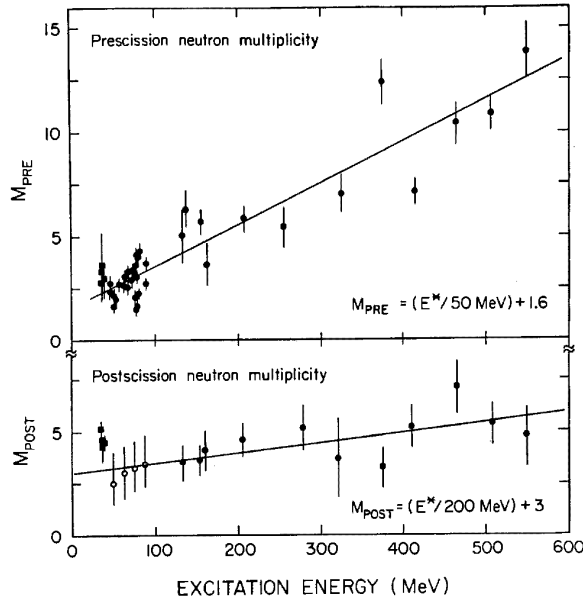 15
Prescission neutron multiplicity
10
M_PRE
5
M_PRE = (E*/50 MeV) + 1.6
0
Postscission neutron multiplicity
M_POST
5
M_POST = (E*/200 MeV) + 3
0
0 100 200 300 400 500 600
EXCITATION ENERGY (MeV)